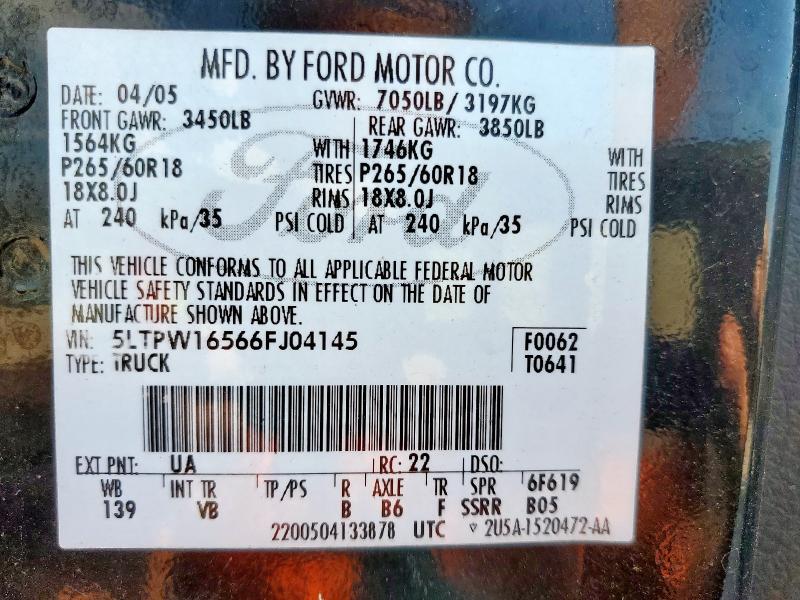 MFD. BY FORD MOTOR CO.
DATE: 04/05 GVWR: 7050LB / 3197KG
FRONT GAWR: 3450LB REAR GAWR: 3850LB
1564KG WITH 1746KG WITH
P265/60R18 TIRES P265/60R18 TIRES
18X8.0J RIMS 18X8.0J RIMS
AT 240 kPa/35 PSI COLD AT 240 kPa/35 PSI COLD
Ford
THIS VEHICLE CONFORMS TO ALL APPLICABLE FEDERAL MOTOR
VEHICLE SAFETY STANDARDS IN EFFECT ON THE DATE OF
MANUFACTURE SHOWN ABOVE.
VIN: 5LTPW16566FJ04145 F0062
TYPE: TRUCK T0641
EXT PNT: UA RC: 22 DSO:
WB INT TR TP/PS R AXLE TR SPR 6F619
139 VB B B6 F SSRR B05
2200504133878 UTC ▽ 2U5A-1520472-AA